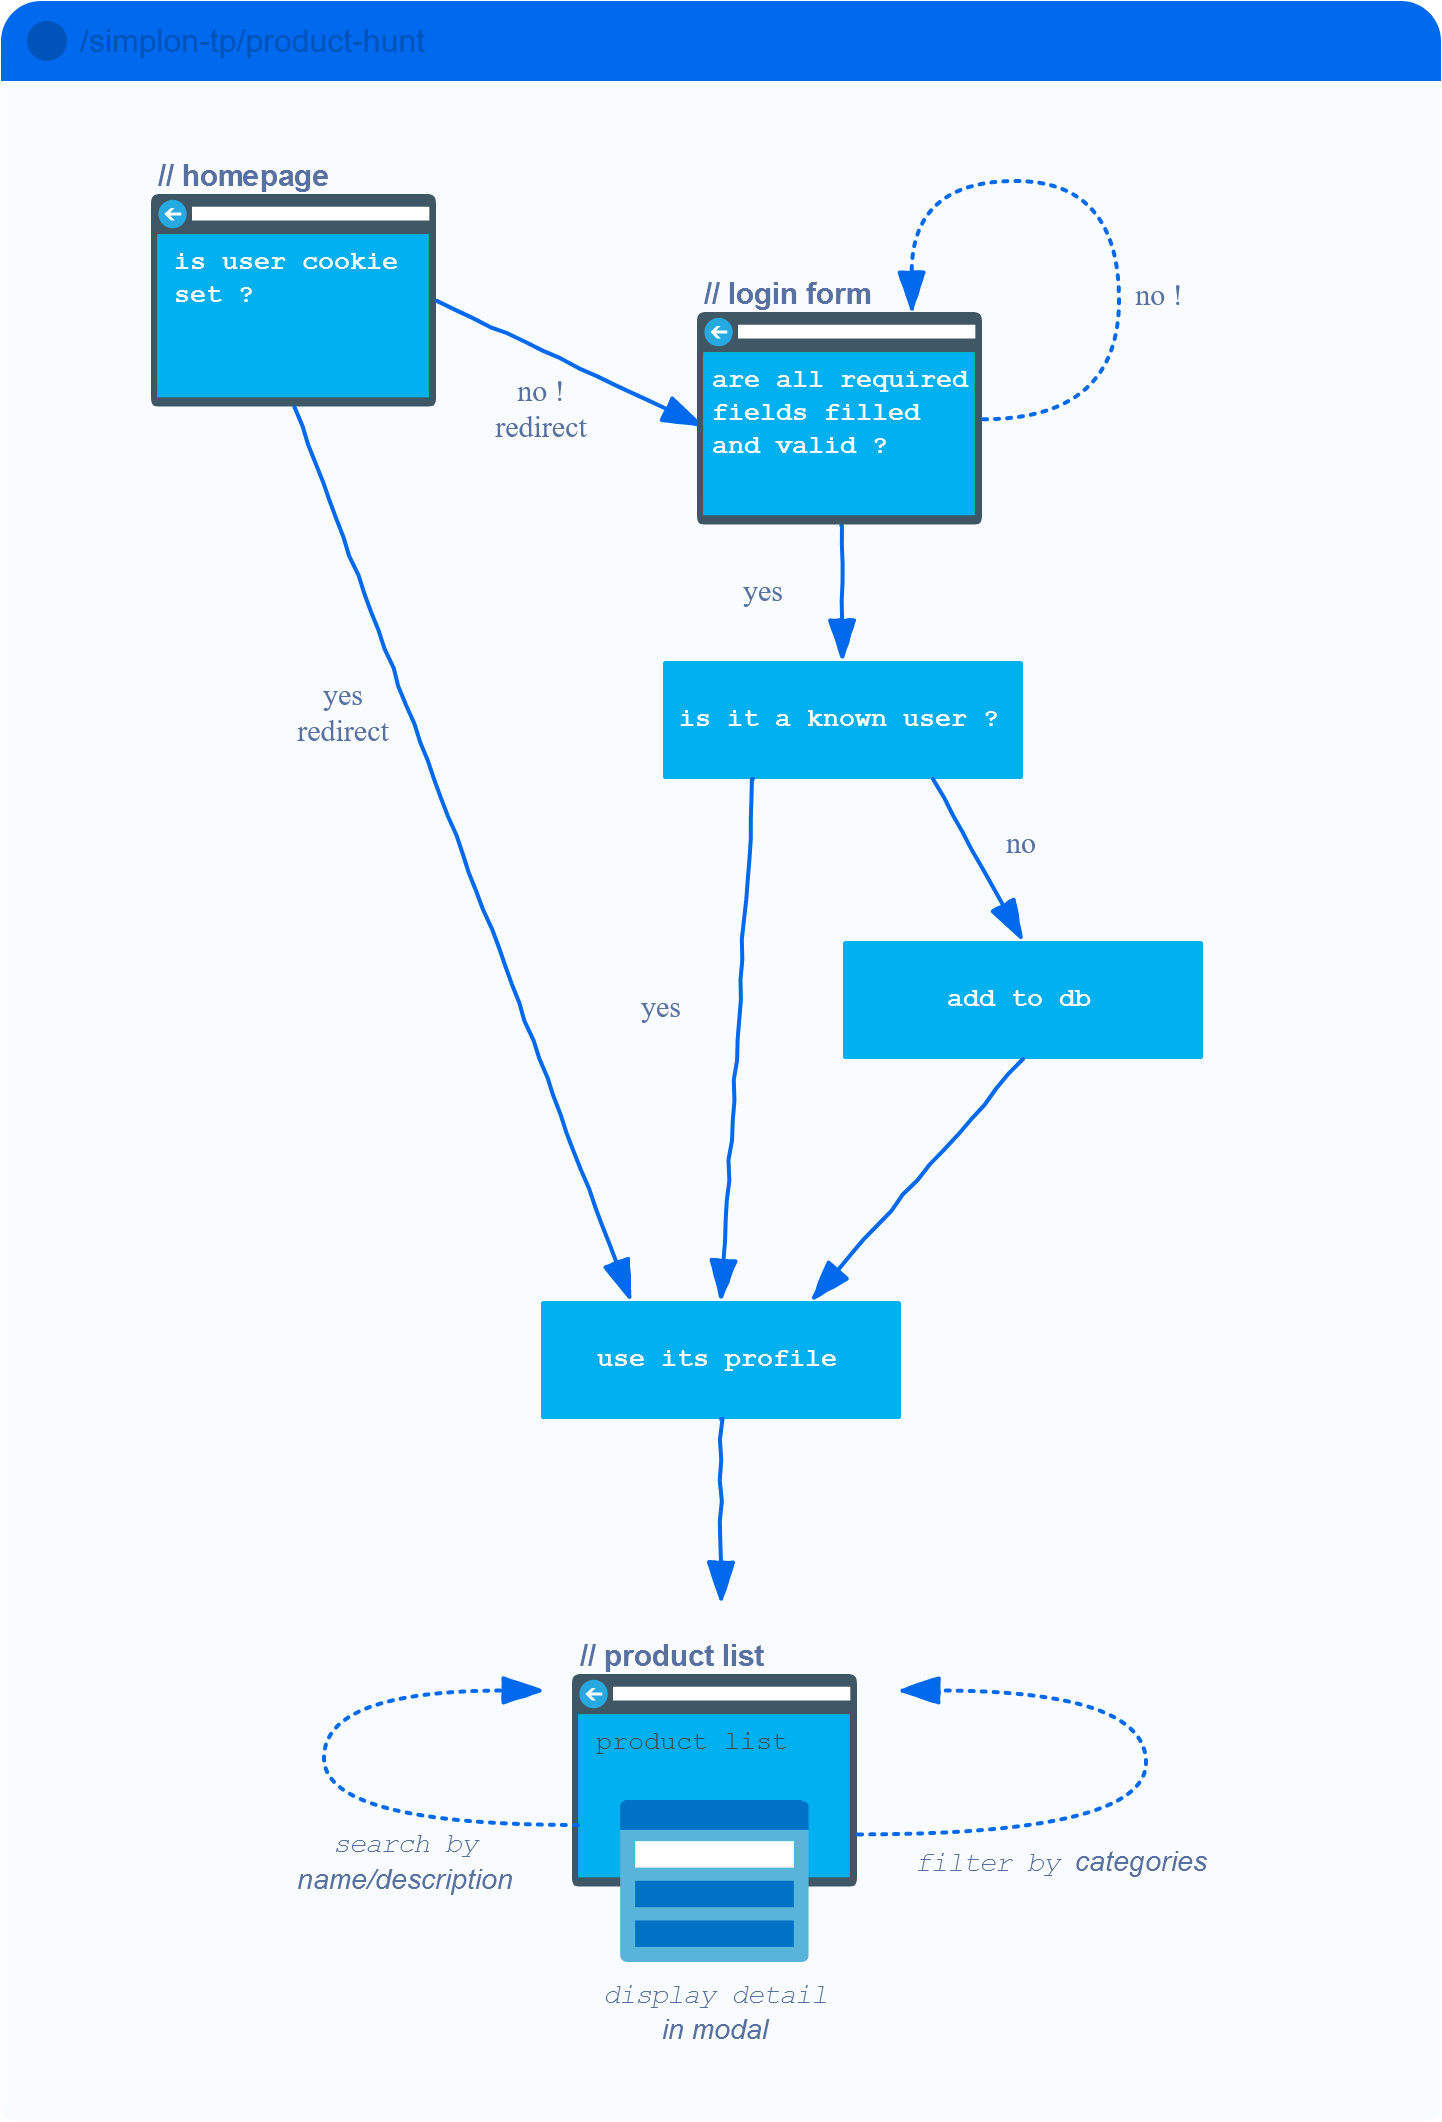 /simplon-tp/product-hunt
// homepage
is user cookie
set ?
no !
redirect
// login form
are all required
fields filled
and valid ?
no !
yes
is it a known user ?
yes
redirect
no
yes
add to db
use its profile
// product list
product list
search by
name/description
filter by categories
display detail
in modal